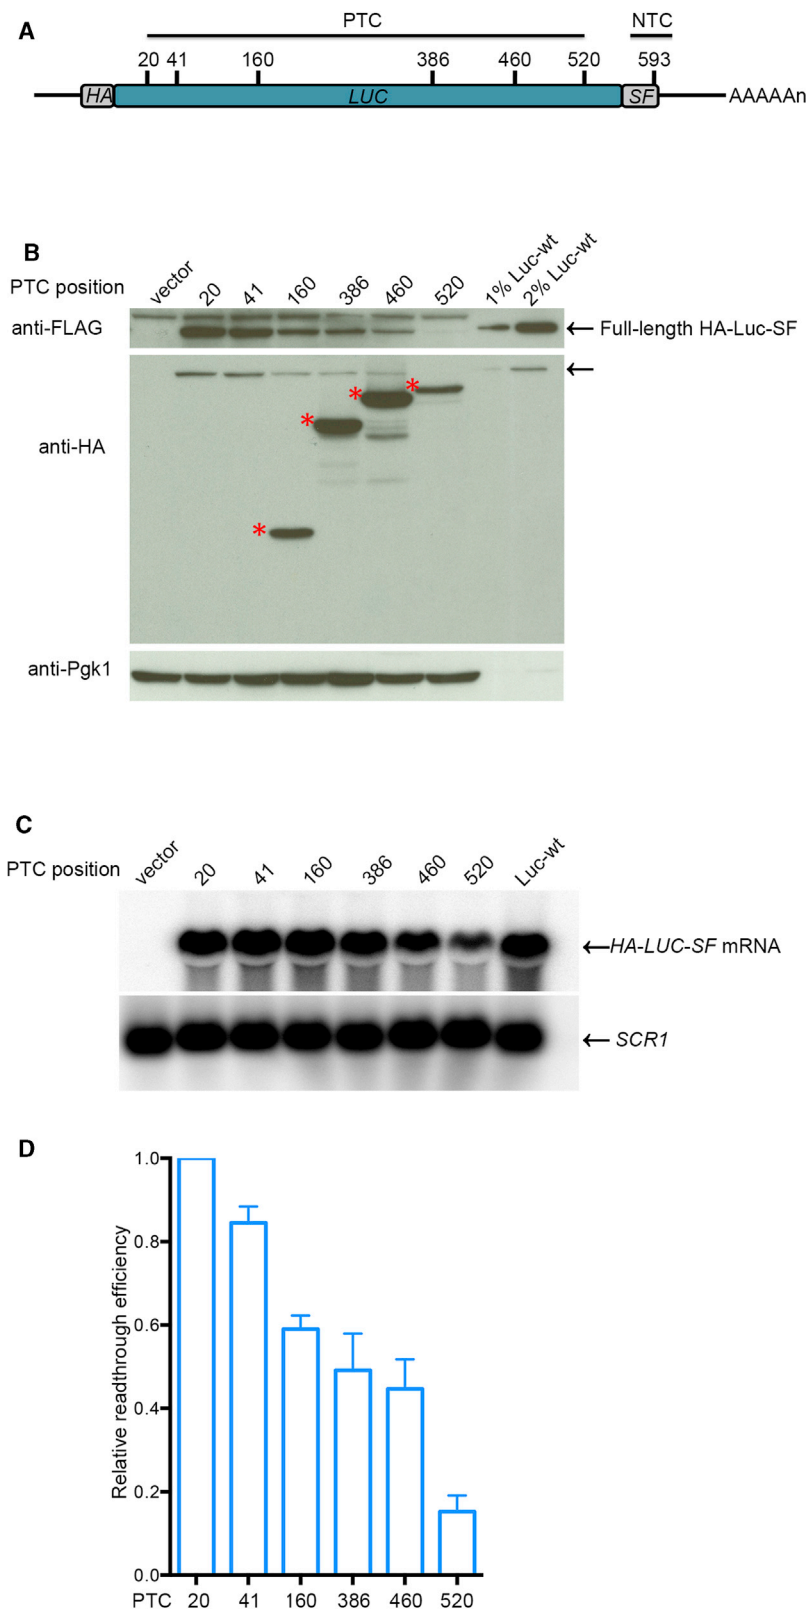 A
PTC NTC
20 41 160 386 460 520 593
HA LUC SF AAAAAn
B
PTC position vector 20 41 160 386 460 520 1% Luc-wt 2% Luc-wt
anti-FLAG ← Full-length HA-Luc-SF
←
* * *
anti-HA
*
anti-Pgk1
C
PTC position vector 20 41 160 386 460 520 Luc-wt
← HA-LUC-SF mRNA
← SCR1
D
Relative readthrough efficiency
1.0
0.8
0.6
0.4
0.2
0.0
PTC 20 41 160 386 460 520